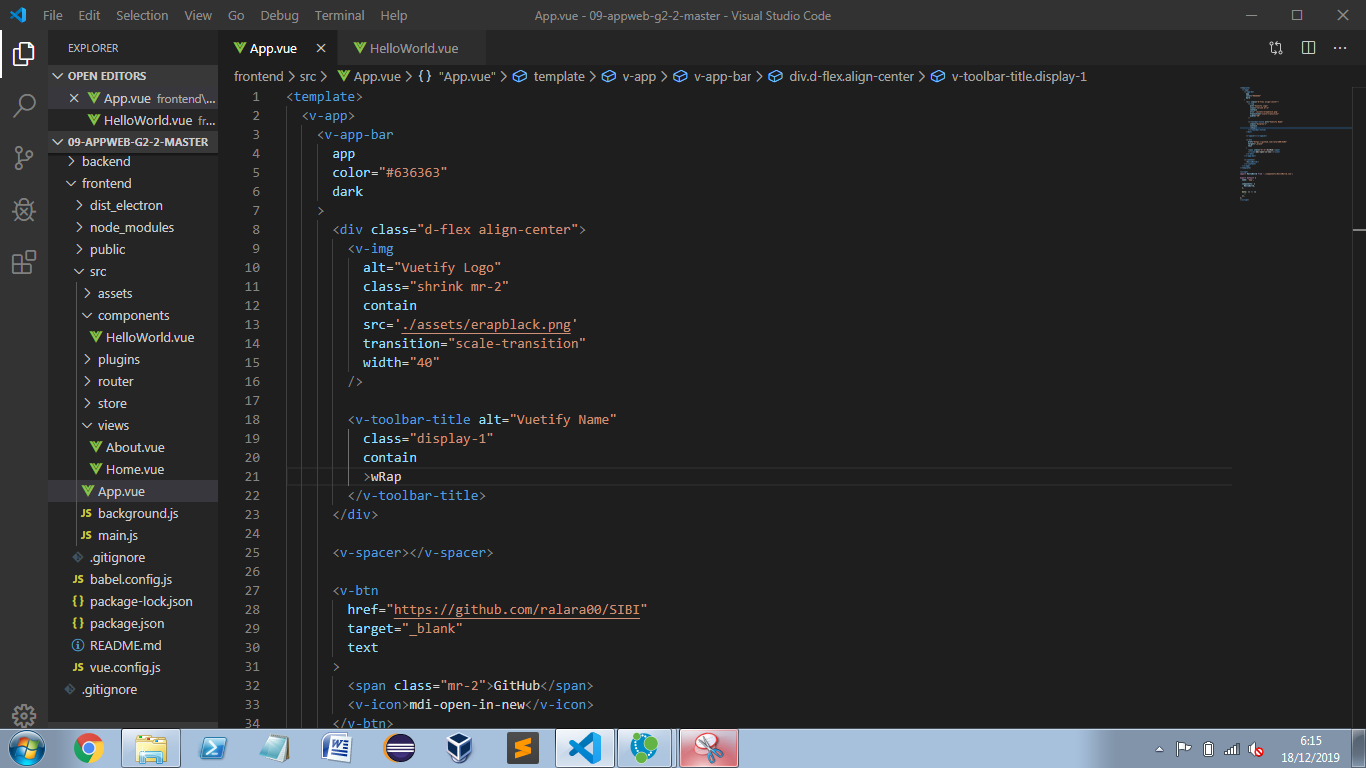 File Edit Selection View Go Debug Terminal Help App.vue - 09-appweb-g2-2-master - Visual Studio Code
EXPLORER
OPEN EDITORS
App.vue frontend\...
HelloWorld.vue fr...
09-APPWEB-G2-2-MASTER
backend
frontend
dist_electron
node_modules
public
src
assets
components
HelloWorld.vue
plugins
router
store
views
About.vue
Home.vue
App.vue
JS background.js
JS main.js
.gitignore
JS babel.config.js
{} package-lock.json
{} package.json
README.md
JS vue.config.js
.gitignore
App.vue HelloWorld.vue
frontend > src > App.vue > {} "App.vue" > template > v-app > v-app-bar > div.d-flex.align-center > v-toolbar-title.display-1
1 <template>
2 <v-app>
3 <v-app-bar
4 app
5 color="#636363"
6 dark
7 >
8 <div class="d-flex align-center">
9 <v-img
10 alt="Vuetify Logo"
11 class="shrink mr-2"
12 contain
13 src='./assets/erapblack.png'
14 transition="scale-transition"
15 width="40"
16 />
17
18 <v-toolbar-title alt="Vuetify Name"
19 class="display-1"
20 contain
21 >wRap
22 </v-toolbar-title>
23 </div>
24
25 <v-spacer></v-spacer>
26
27 <v-btn
28 href="https://github.com/ralara00/SIBI"
29 target="_blank"
30 text
31 >
32 <span class="mr-2">GitHub</span>
33 <v-icon>mdi-open-in-new</v-icon>
34 </v-btn>
6:15
18/12/2019